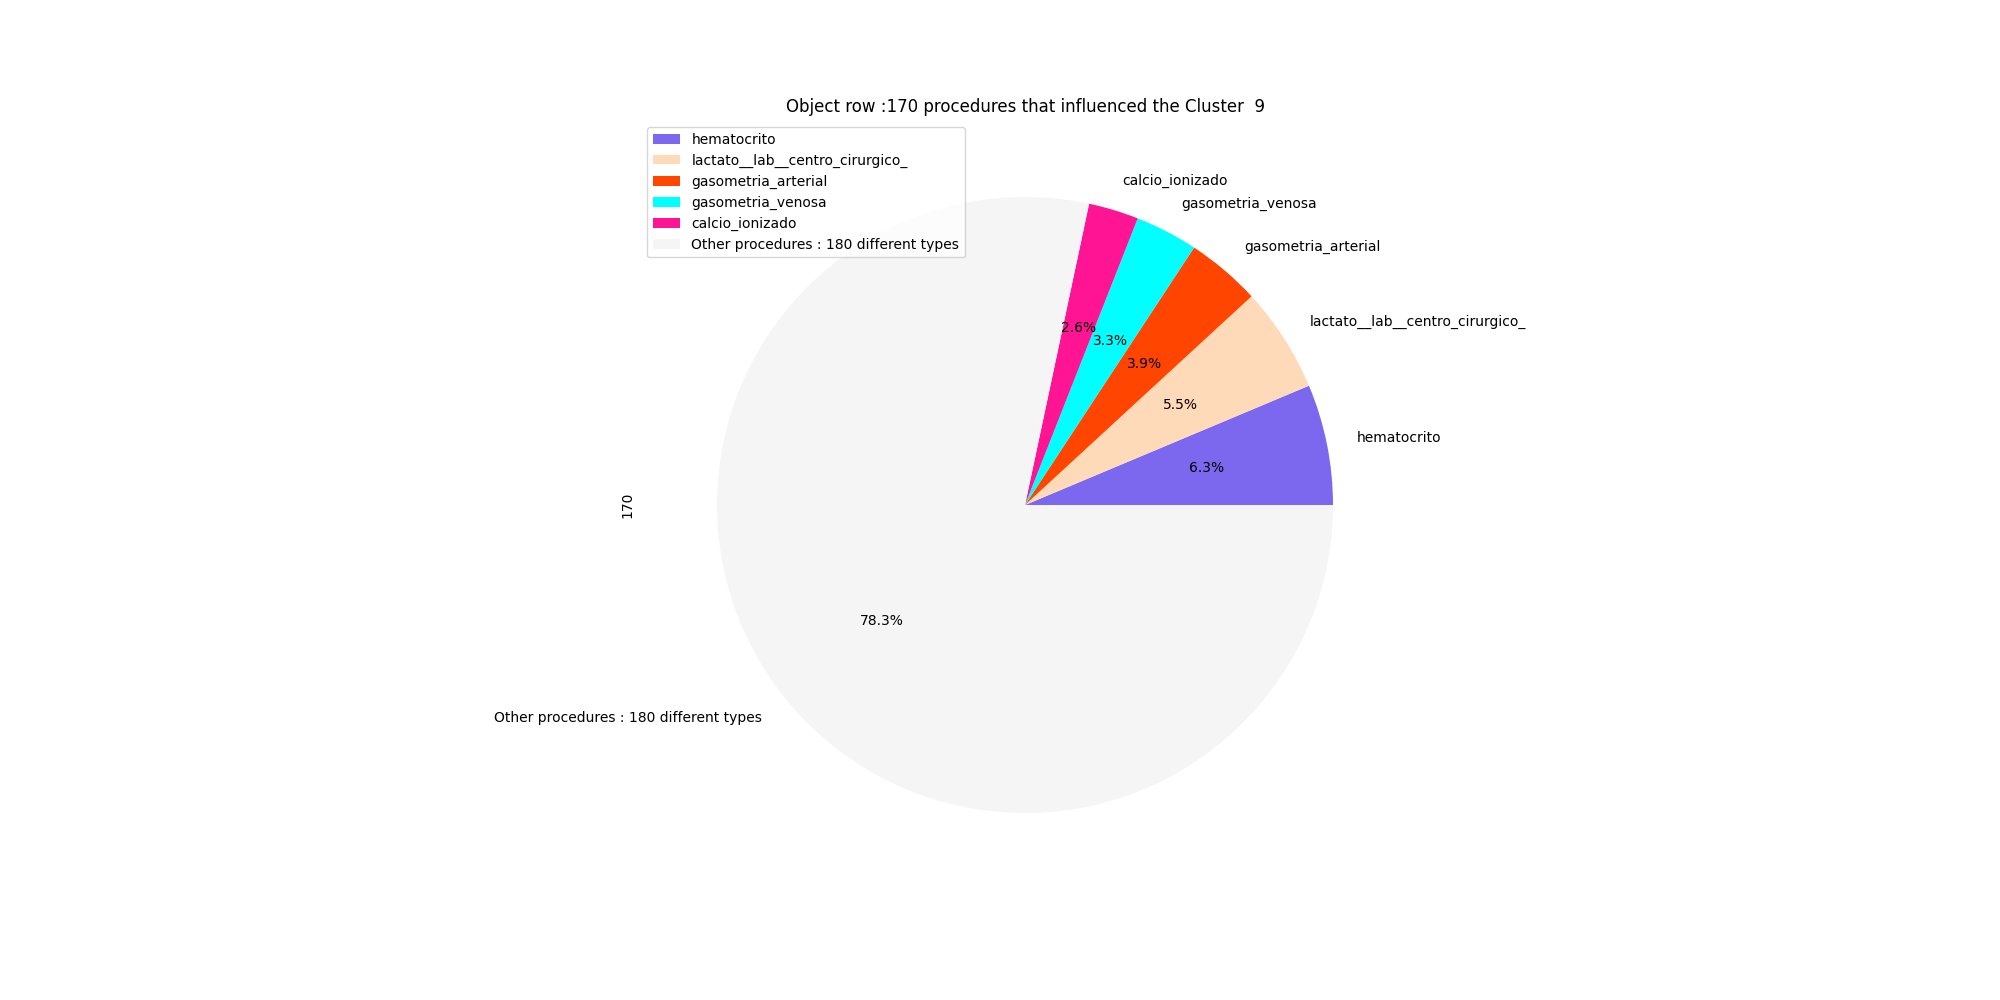 Object row :170 procedures that influenced the Cluster  9
hematocrito
lactato__lab__centro_cirurgico_
gasometria_arterial
gasometria_venosa
calcio_ionizado
Other procedures : 180 different types
calcio_ionizado
gasometria_venosa
gasometria_arterial
lactato__lab__centro_cirurgico_
hematocrito
2.6%
3.3%
3.9%
5.5%
6.3%
170
78.3%
Other procedures : 180 different types